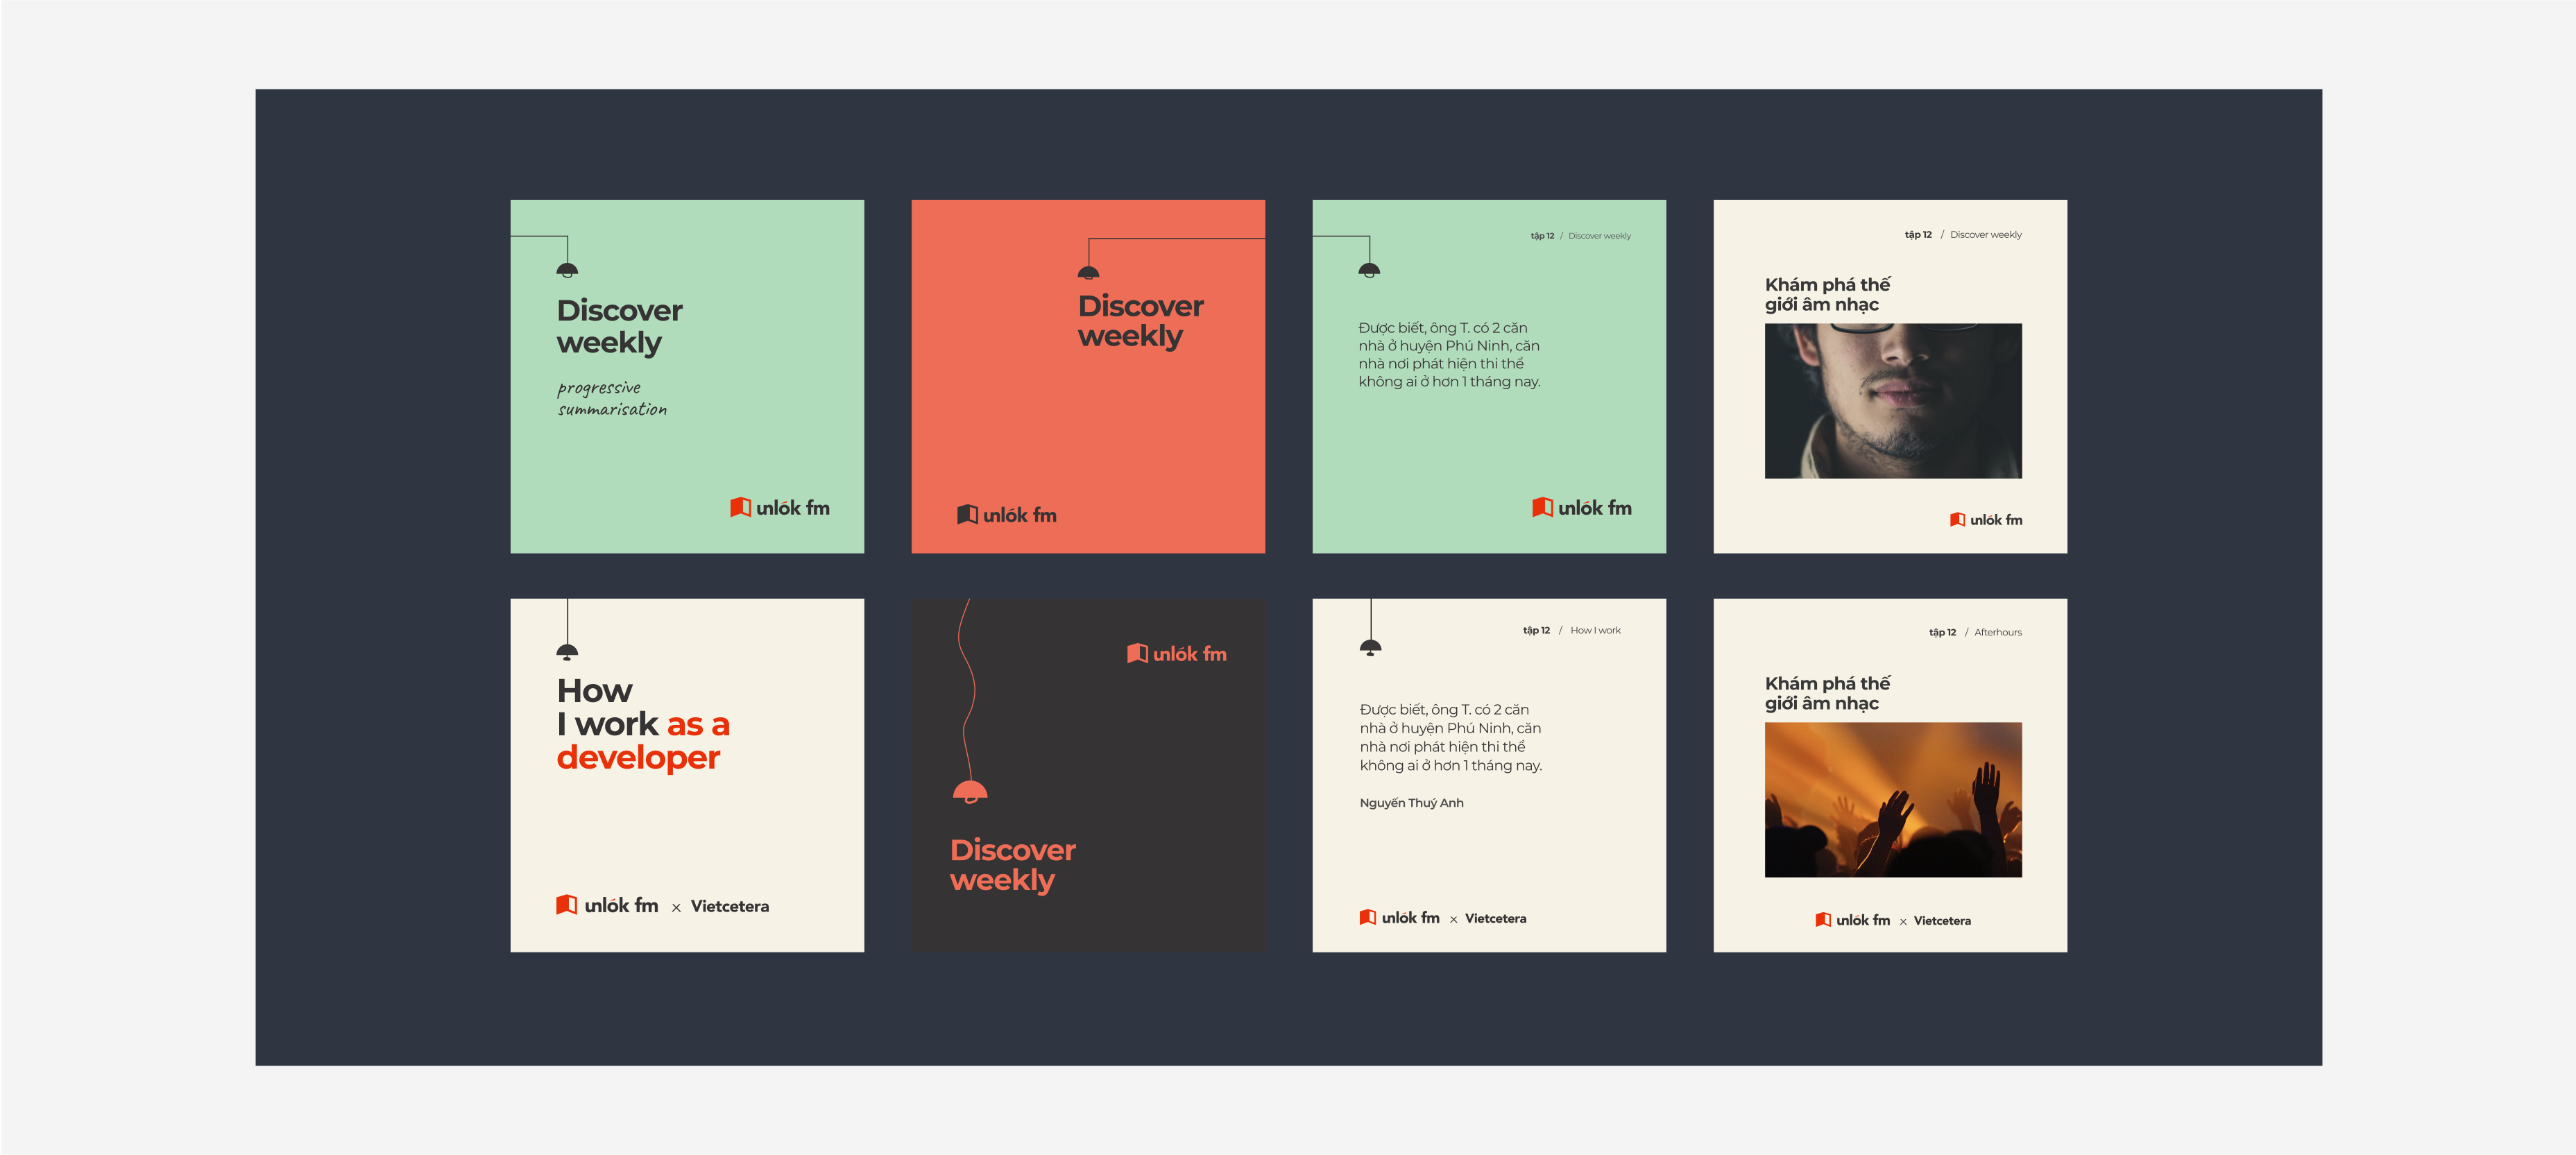 Discover
weekly
progressive
summarisation
unlók fm
Discover
weekly
unlók fm
tập 12 / Discover weekly
Được biết, ông T. có 2 căn
nhà ở huyện Phú Ninh, căn
nhà nơi phát hiện thi thể
không ai ở hơn 1 tháng nay.
unlók fm
tập 12 / Discover weekly
Khám phá thế
giới âm nhạc
unlók fm
How
I work as a
developer
unlók fm × Vietcetera
unlók fm
Discover
weekly
tập 12 / How I work
Được biết, ông T. có 2 căn
nhà ở huyện Phú Ninh, căn
nhà nơi phát hiện thi thể
không ai ở hơn 1 tháng nay.
Nguyễn Thuý Anh
unlók fm × Vietcetera
tập 12 / Afterhours
Khám phá thế
giới âm nhạc
unlók fm × Vietcetera